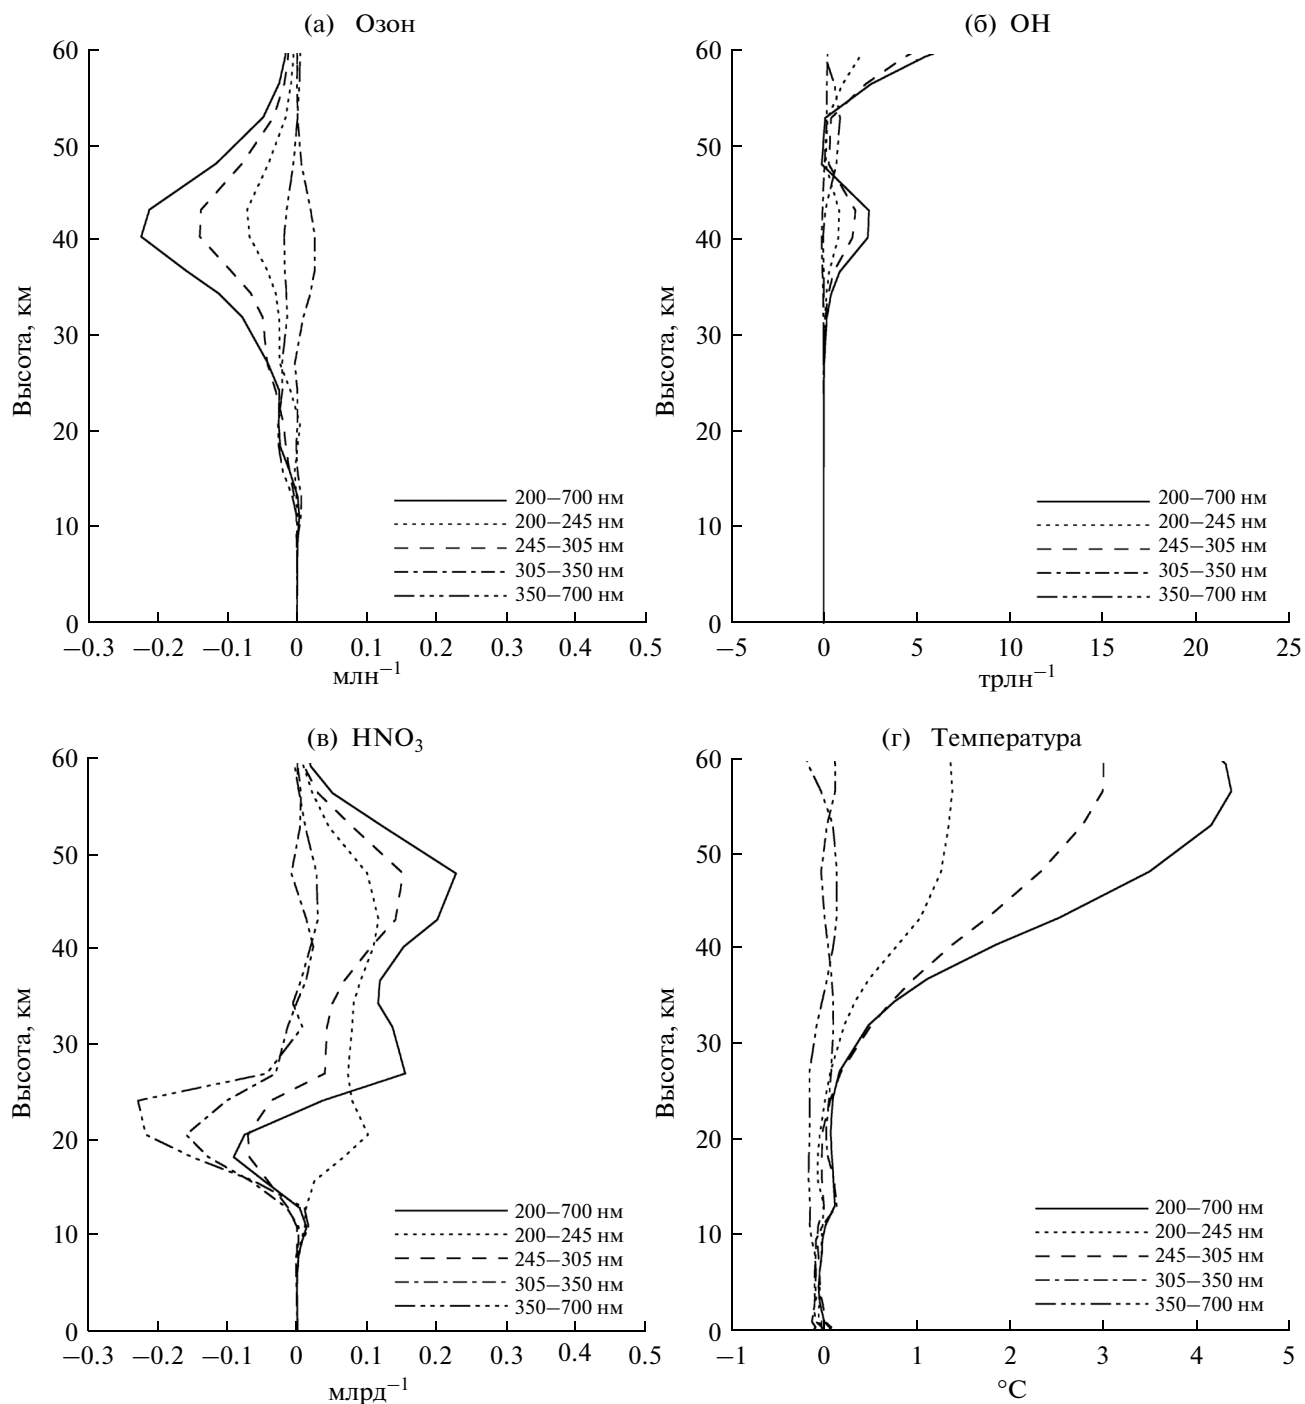 (а) Озон
60
50
40
30
20
10
0
Высота, км
200–700 нм
200–245 нм
245–305 нм
305–350 нм
350–700 нм
−0.3 −0.2 −0.1 0 0.1 0.2 0.3 0.4 0.5
млн⁻¹
(б) OH
60
50
40
30
20
10
0
Высота, км
200–700 нм
200–245 нм
245–305 нм
305–350 нм
350–700 нм
−5 0 5 10 15 20 25
трлн⁻¹
(в) HNO₃
60
50
40
30
20
10
0
Высота, км
200–700 нм
200–245 нм
245–305 нм
305–350 нм
350–700 нм
−0.3 −0.2 −0.1 0 0.1 0.2 0.3 0.4 0.5
млрд⁻¹
(г) Температура
60
50
40
30
20
10
0
Высота, км
200–700 нм
200–245 нм
245–305 нм
305–350 нм
350–700 нм
−1 0 1 2 3 4 5
°C